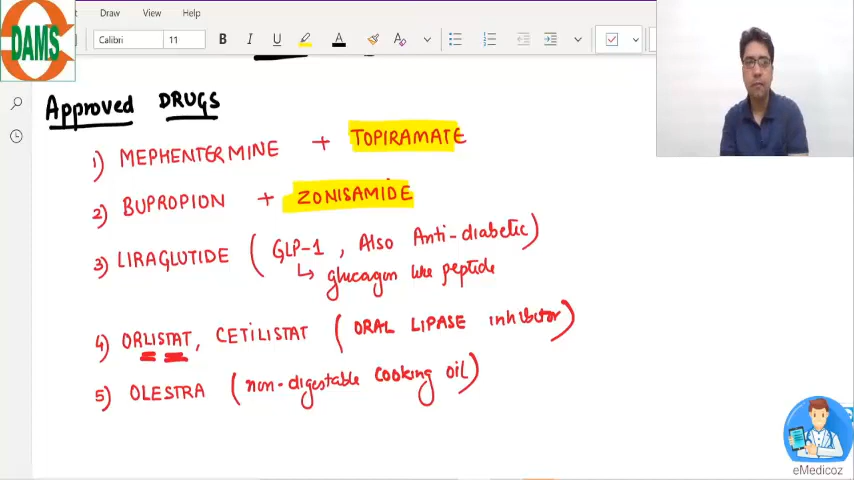 Draw View Help
Calibri 11 B I U A
DAMS
Approved DRUGS
1) MEPHENTERMINE + TOPIRAMATE
2) BUPROPION + ZONISAMIDE
3) LIRAGLUTIDE (GLP-1, Also Anti-diabetic)
↳ glucagon like peptide
4) ORLISTAT, CETILISTAT (ORAL LIPASE inhibitor)
5) OLESTRA (non-digestable cooking oil)
eMedicoz